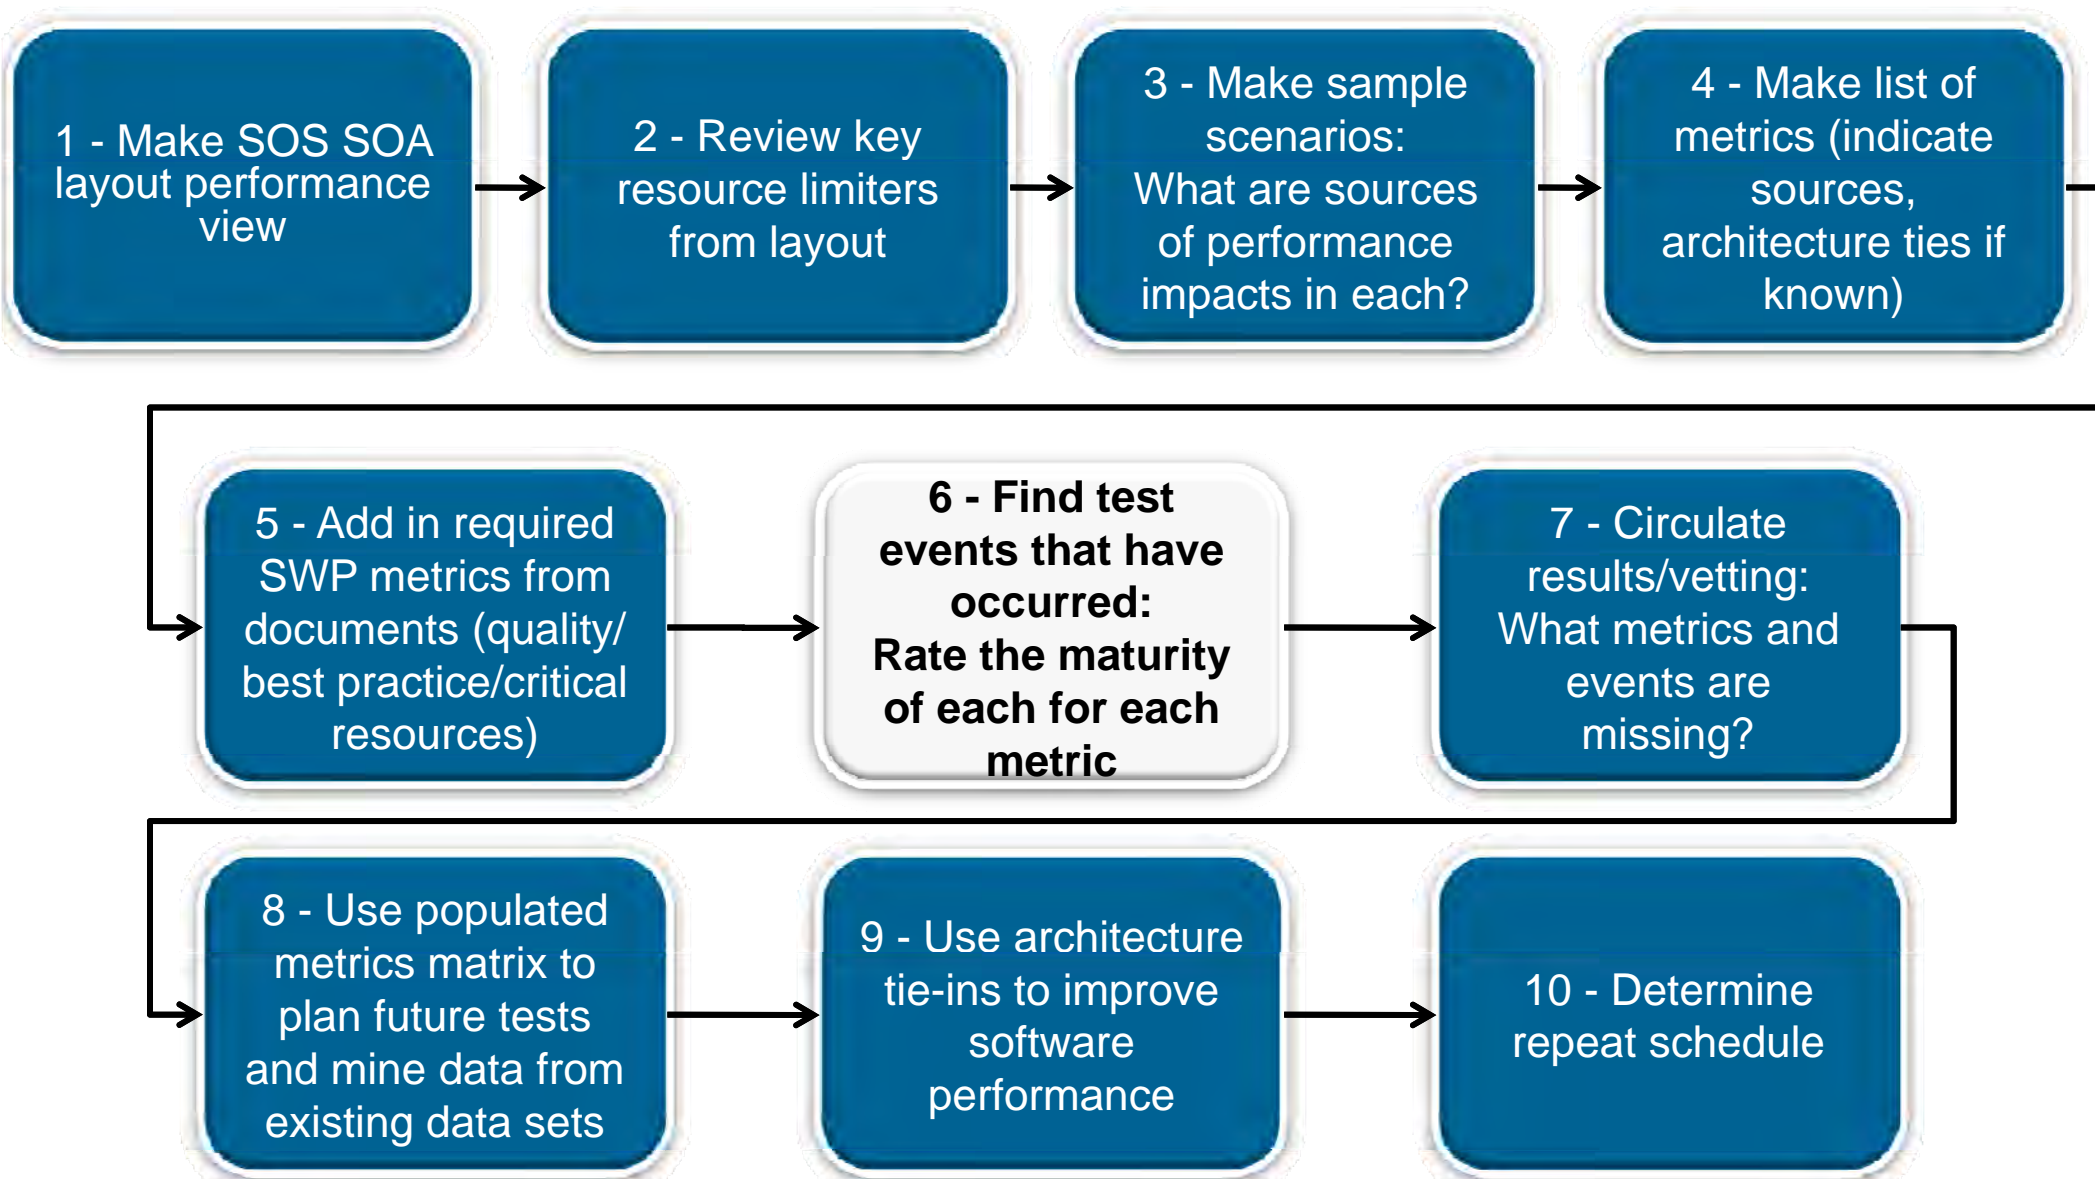 1 - Make SOS SOA
layout performance
view
2 - Review key
resource limiters
from layout
3 - Make sample
scenarios:
What are sources
of performance
impacts in each?
4 - Make list of
metrics (indicate
sources,
architecture ties if
known)
5 - Add in required
SWP metrics from
documents (quality/
best practice/critical
resources)
6 - Find test
events that have
occurred:
Rate the maturity
of each for each
metric
7 - Circulate
results/vetting:
What metrics and
events are
missing?
8 - Use populated
metrics matrix to
plan future tests
and mine data from
existing data sets
9 - Use architecture
tie-ins to improve
software
performance
10 - Determine
repeat schedule